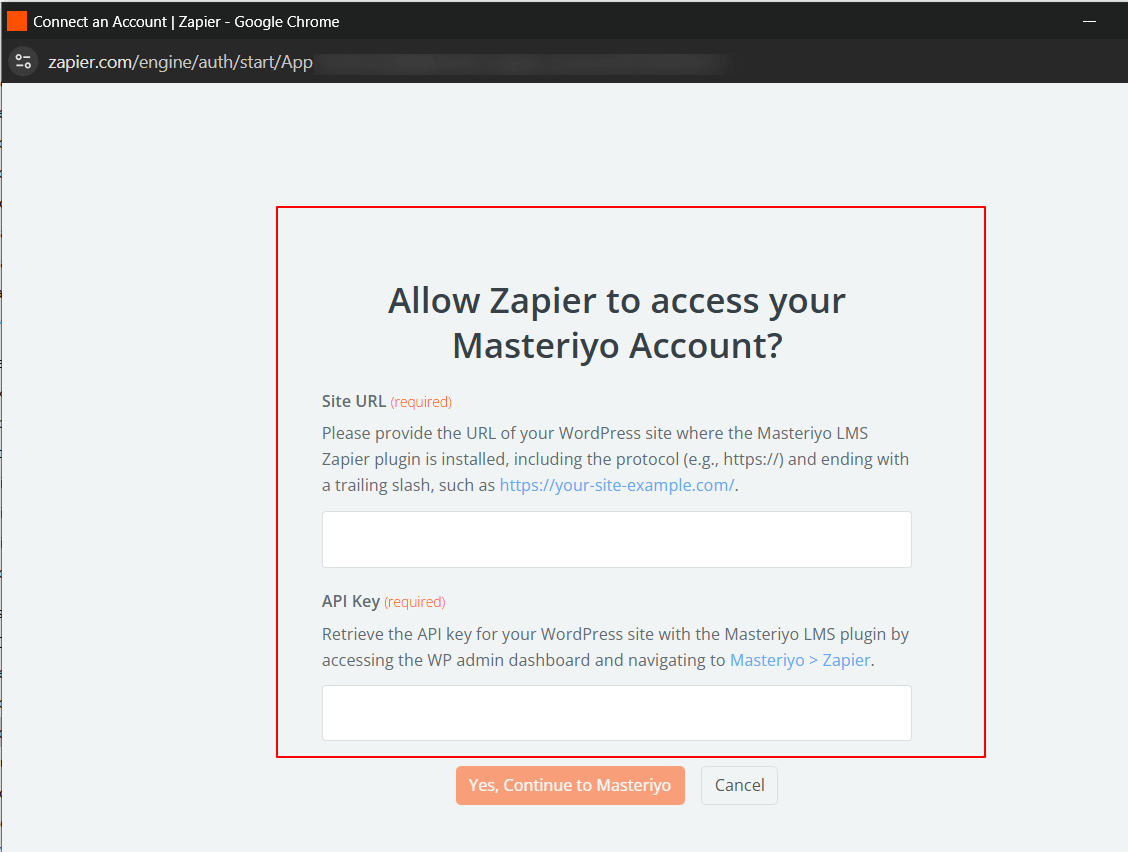 Connect an Account | Zapier - Google Chrome
zapier.com/engine/auth/start/App
Allow Zapier to access your
Masteriyo Account?
Site URL (required)
Please provide the URL of your WordPress site where the Masteriyo LMS
Zapier plugin is installed, including the protocol (e.g., https://) and ending with
a trailing slash, such as https://your-site-example.com/.
API Key (required)
Retrieve the API key for your WordPress site with the Masteriyo LMS plugin by
accessing the WP admin dashboard and navigating to Masteriyo > Zapier.
Yes, Continue to Masteriyo
Cancel